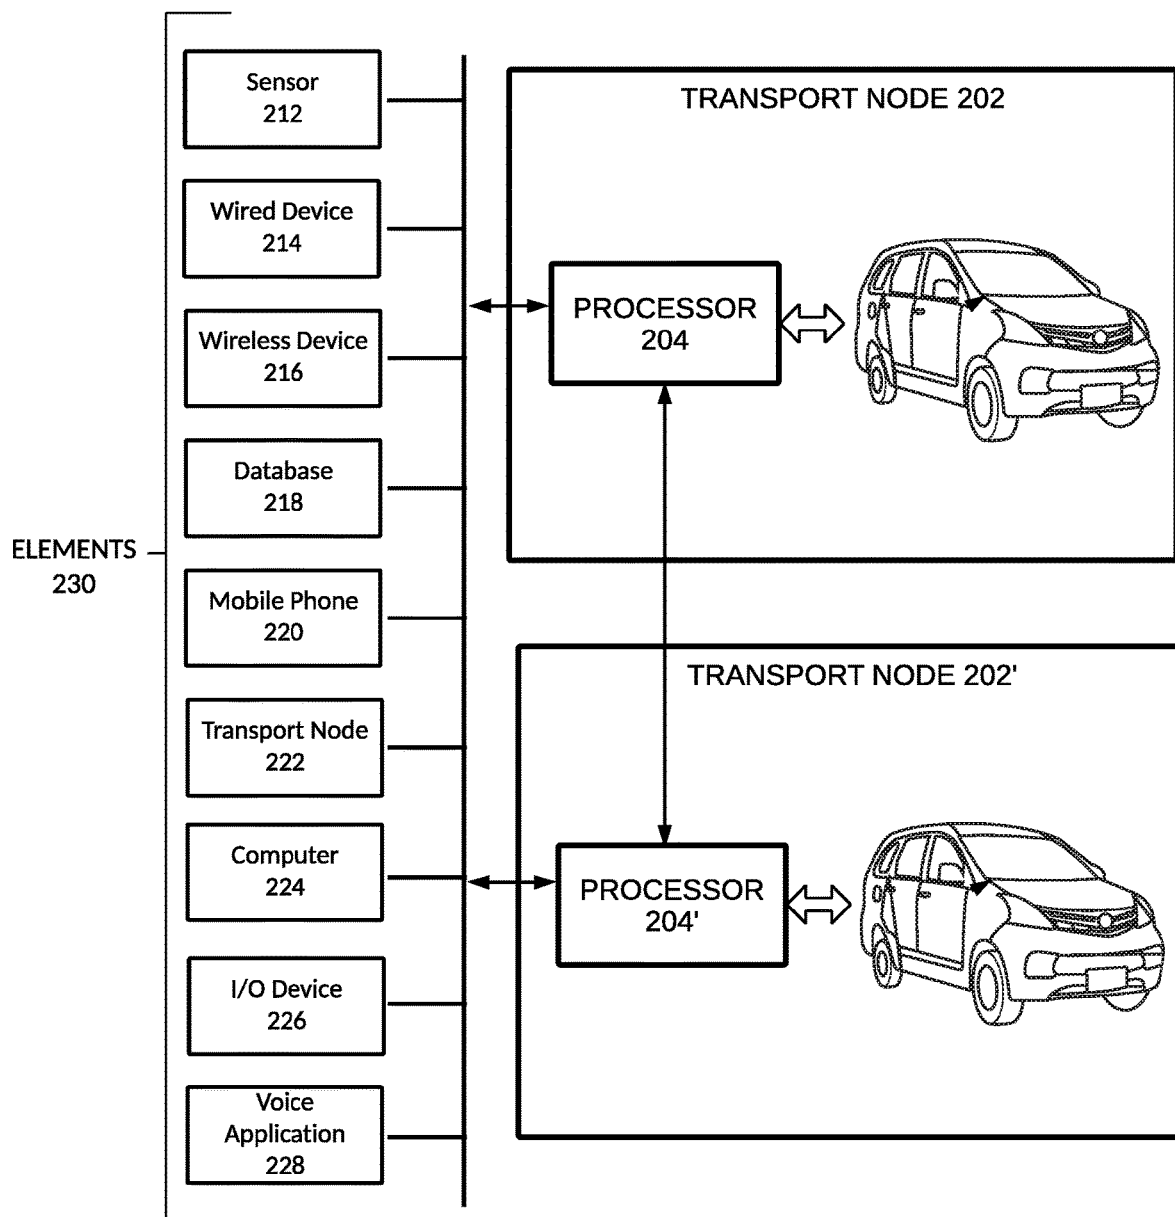 ELEMENTS
230
Sensor
212
Wired Device
214
Wireless Device
216
Database
218
Mobile Phone
220
Transport Node
222
Computer
224
I/O Device
226
Voice
Application
228
TRANSPORT NODE 202
PROCESSOR
204
TRANSPORT NODE 202'
PROCESSOR
204'